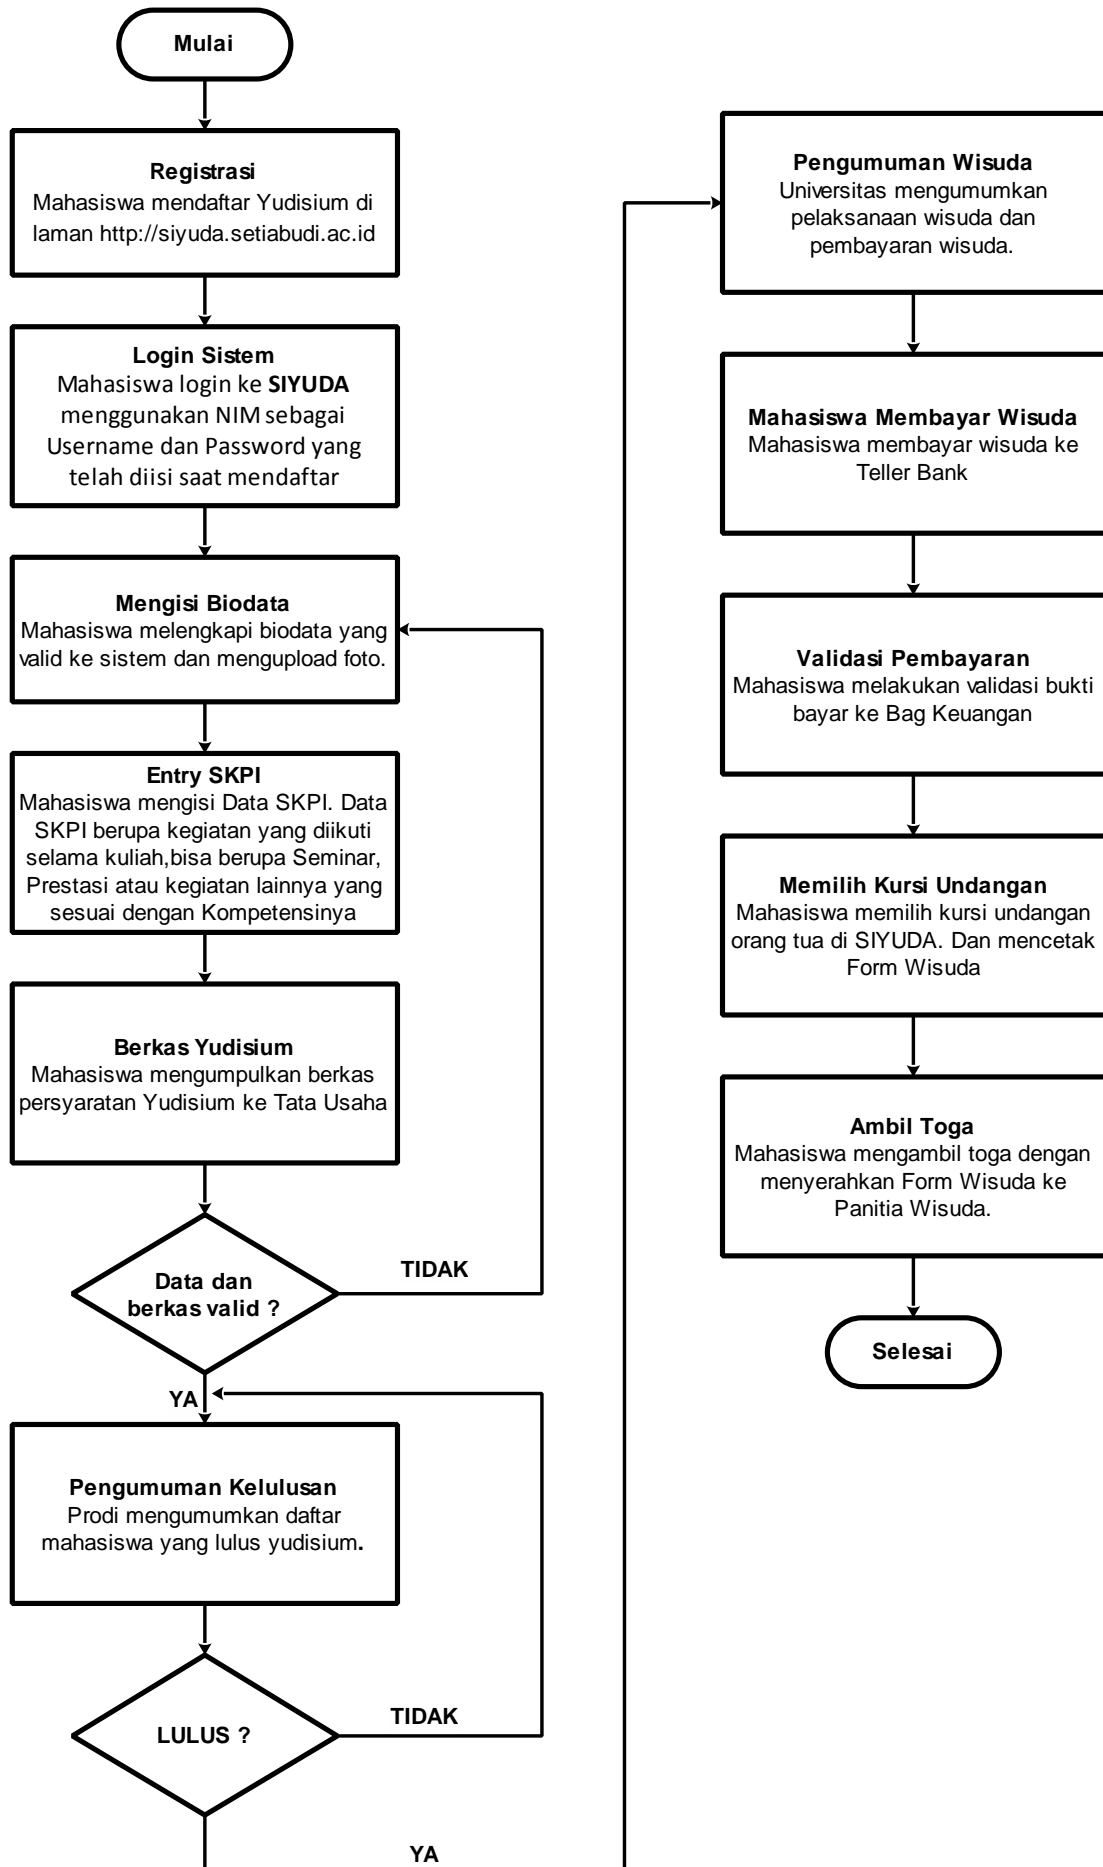 Mulai
Registrasi
Mahasiswa mendaftar Yudisium di
laman http://siyuda.setiabudi.ac.id
Login Sistem
Mahasiswa login ke SIYUDA
menggunakan NIM sebagai
Username dan Password yang
telah diisi saat mendaftar
Mengisi Biodata
Mahasiswa melengkapi biodata yang
valid ke sistem dan mengupload foto.
Entry SKPI
Mahasiswa mengisi Data SKPI. Data
SKPI berupa kegiatan yang diikuti
selama kuliah,bisa berupa Seminar,
Prestasi atau kegiatan lainnya yang
sesuai dengan Kompetensinya
Berkas Yudisium
Mahasiswa mengumpulkan berkas
persyaratan Yudisium ke Tata Usaha
Data dan
berkas valid ?
TIDAK
YA
Pengumuman Kelulusan
Prodi mengumumkan daftar
mahasiswa yang lulus yudisium.
LULUS ?
TIDAK
YA
Pengumuman Wisuda
Universitas mengumumkan
pelaksanaan wisuda dan
pembayaran wisuda.
Mahasiswa Membayar Wisuda
Mahasiswa membayar wisuda ke
Teller Bank
Validasi Pembayaran
Mahasiswa melakukan validasi bukti
bayar ke Bag Keuangan
Memilih Kursi Undangan
Mahasiswa memilih kursi undangan
orang tua di SIYUDA. Dan mencetak
Form Wisuda
Ambil Toga
Mahasiswa mengambil toga dengan
menyerahkan Form Wisuda ke
Panitia Wisuda.
Selesai